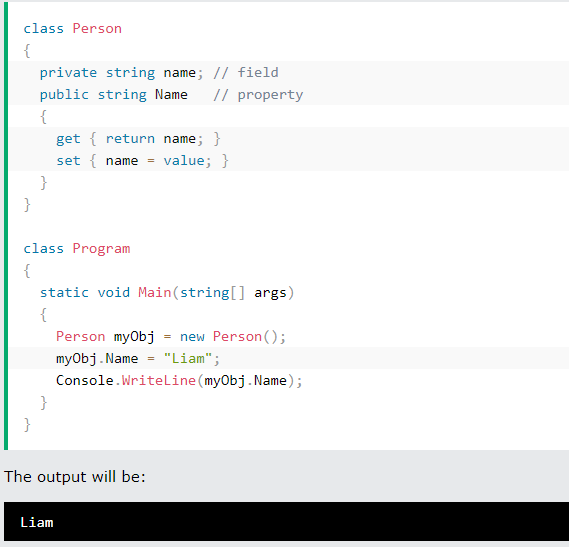 class Person
{
  private string name; // field
  public string Name   // property
  {
    get { return name; }
    set { name = value; }
  }
}

class Program
{
  static void Main(string[] args)
  {
    Person myObj = new Person();
    myObj.Name = "Liam";
    Console.WriteLine(myObj.Name);
  }
}
The output will be:
Liam